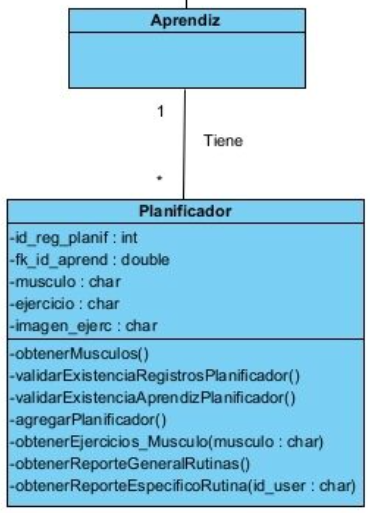 Aprendiz
1
Tiene
*
Planificador
-id_reg_planif : int
-fk_id_aprend : double
-musculo : char
-ejercicio : char
-imagen_ejerc : char
-obtenerMusculos()
-validarExistenciaRegistrosPlanificador()
-validarExistenciaAprendizPlanificador()
-agregarPlanificador()
-obtenerEjercicios_Musculo(musculo : char)
-obtenerReporteGeneralRutinas()
-obtenerReporteEspecificoRutina(id_user : char)